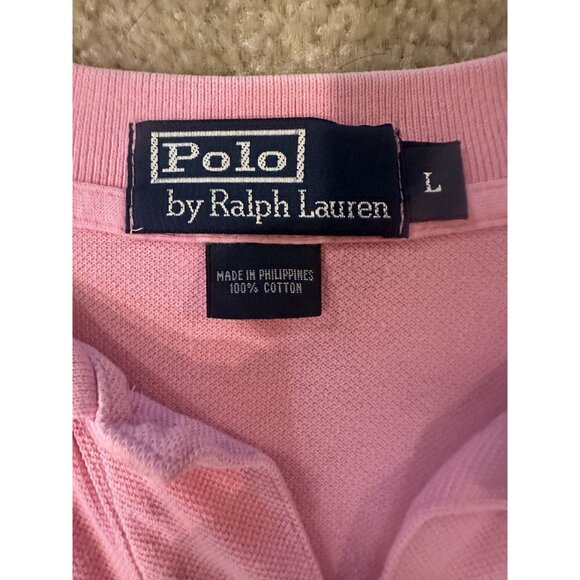 Polo
by Ralph Lauren
L
MADE IN PHILIPPINES
100% COTTON